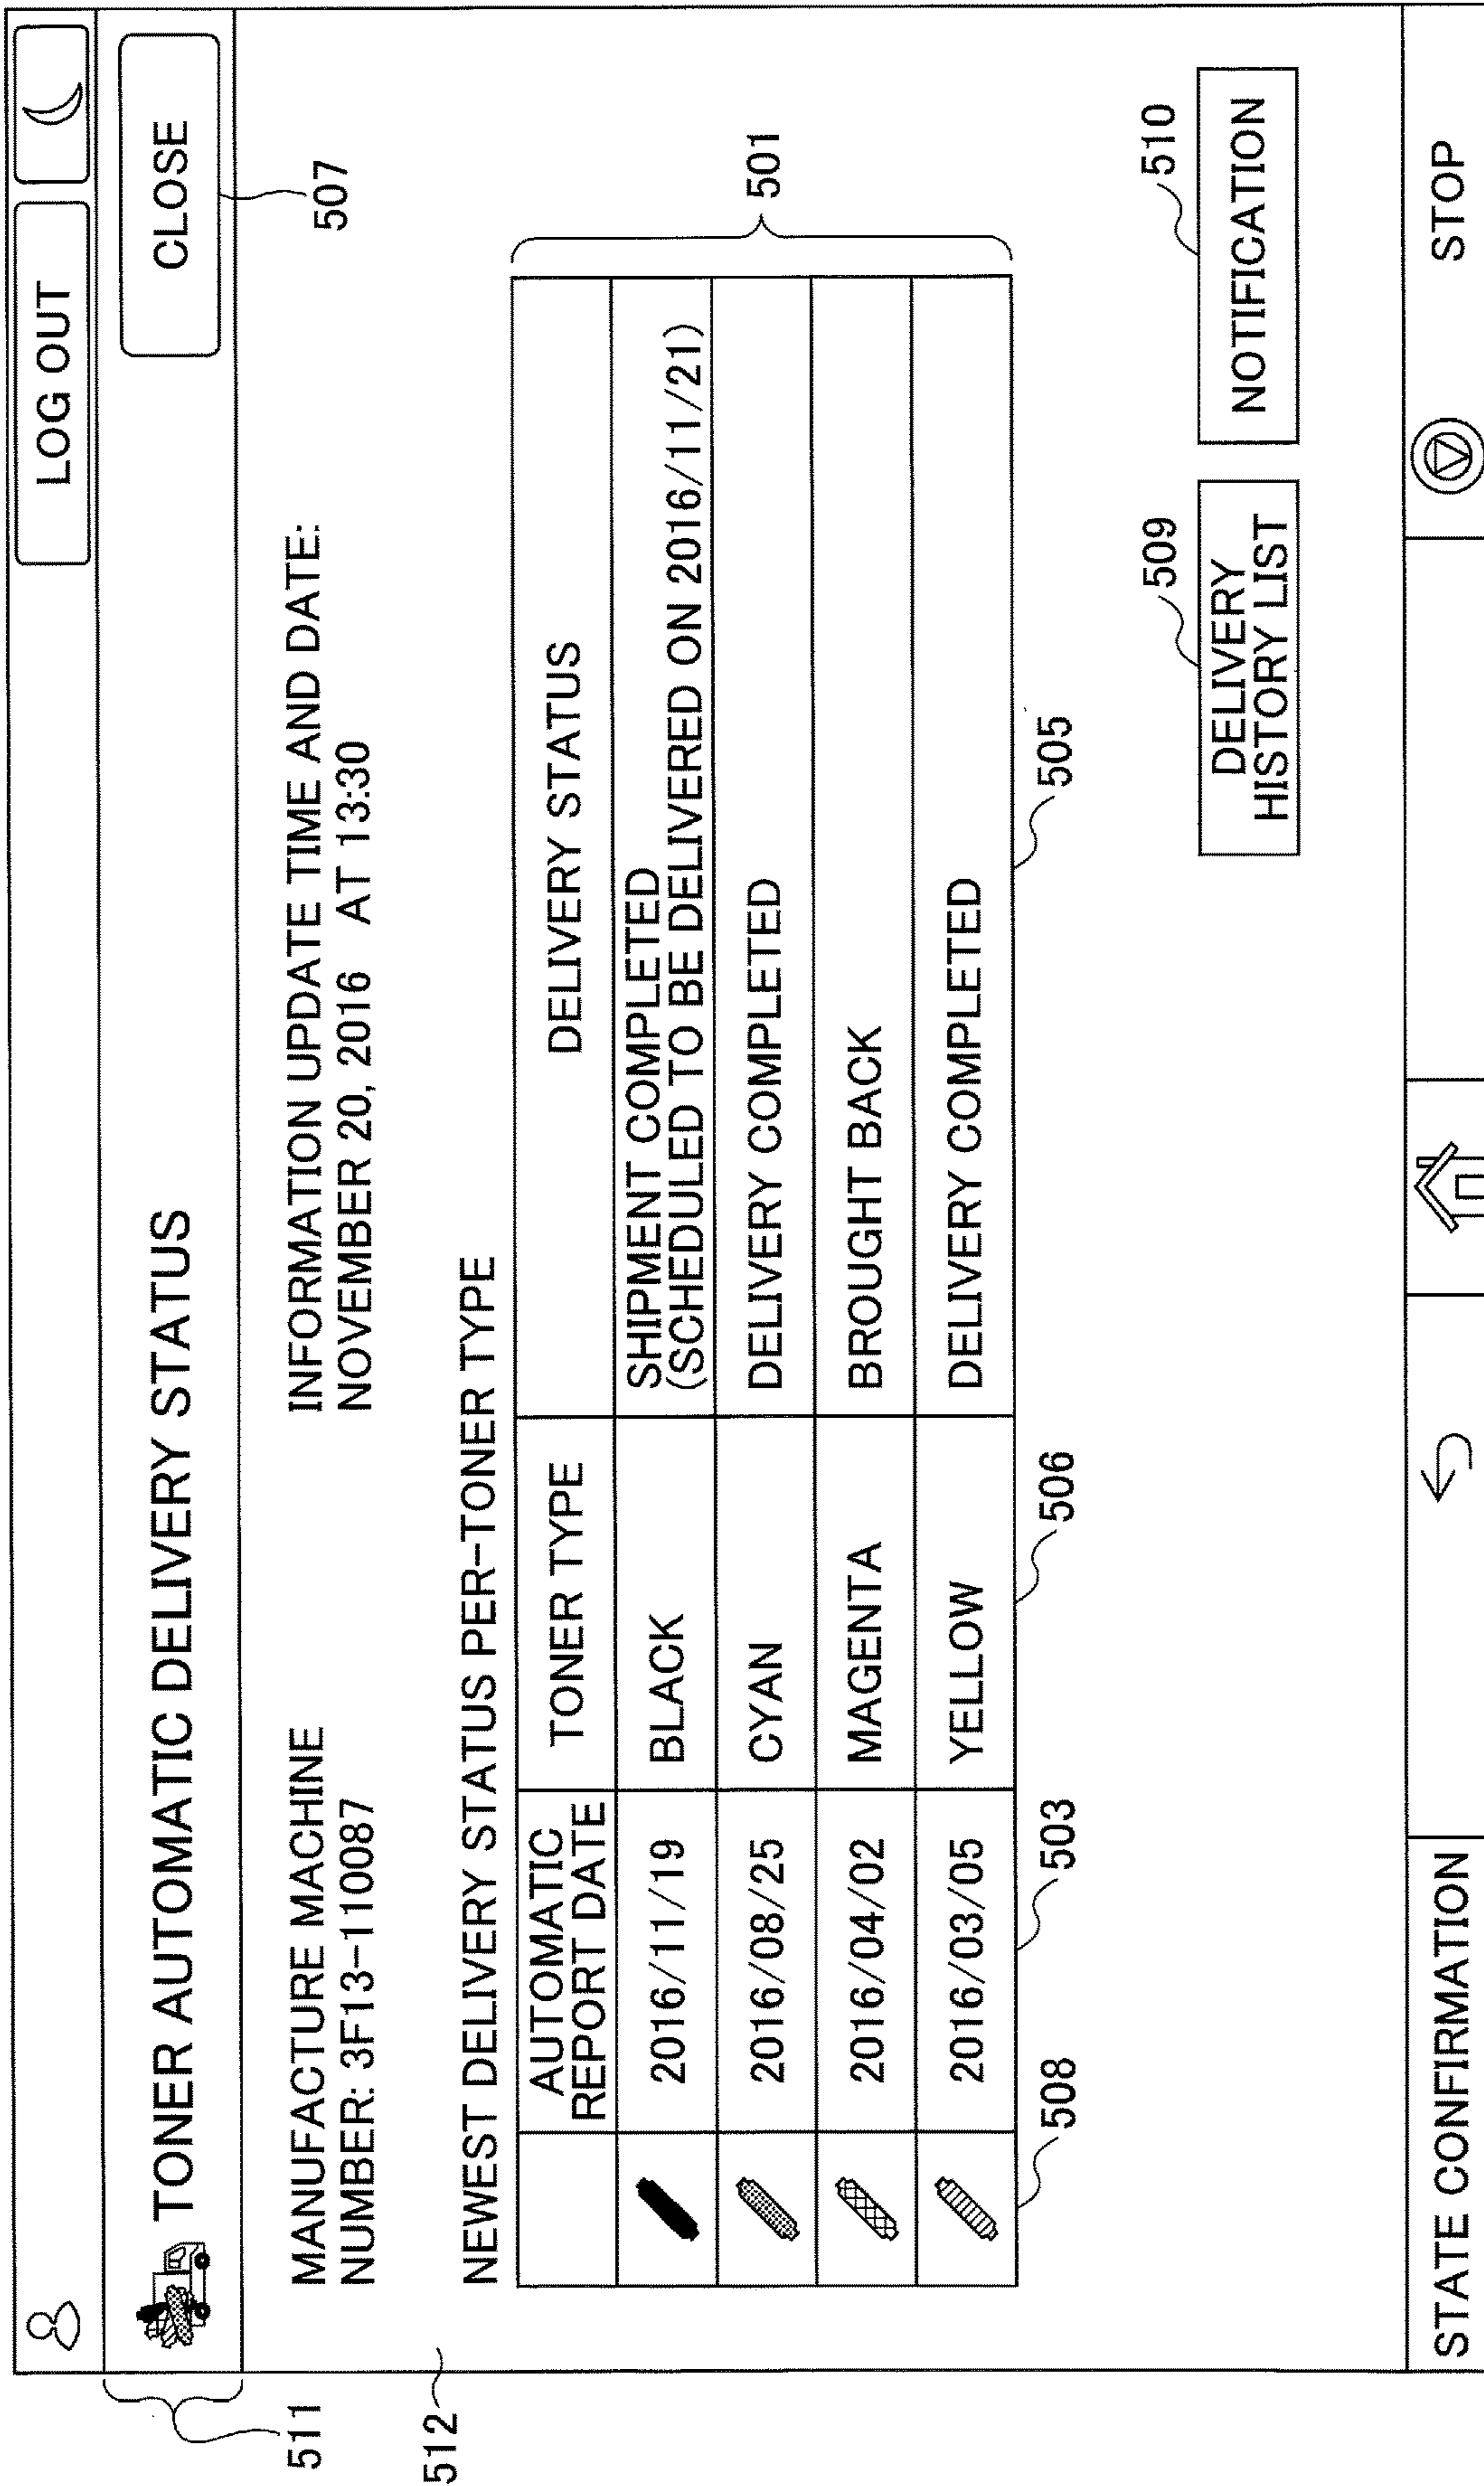 LOG OUT
TONER AUTOMATIC DELIVERY STATUS
CLOSE
511
507
512
MANUFACTURE MACHINE
NUMBER: 3F13-110087
INFORMATION UPDATE TIME AND DATE:
NOVEMBER 20, 2016 AT 13:30
NEWEST DELIVERY STATUS PER-TONER TYPE
AUTOMATIC
REPORT DATE
TONER TYPE
DELIVERY STATUS
2016/11/19
BLACK
SHIPMENT COMPLETED
(SCHEDULED TO BE DELIVERED ON 2016/11/21)
2016/08/25
CYAN
DELIVERY COMPLETED
2016/04/02
MAGENTA
BROUGHT BACK
2016/03/05
YELLOW
DELIVERY COMPLETED
501
508
503
506
505
509
510
DELIVERY
HISTORY LIST
NOTIFICATION
STATE CONFIRMATION
STOP